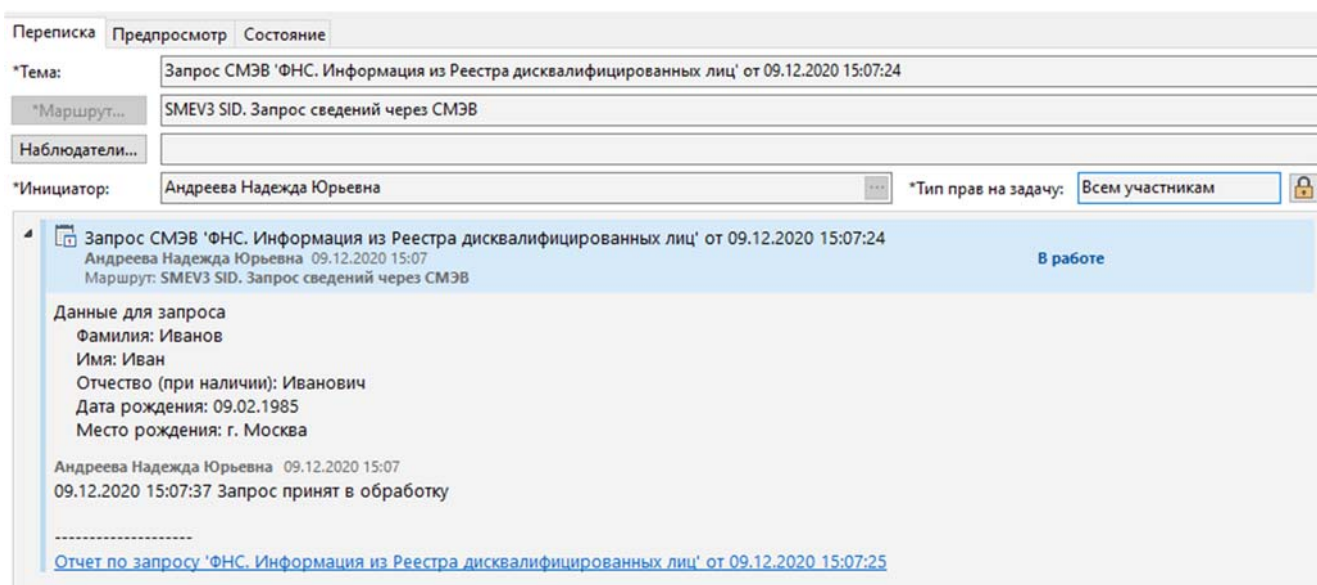 Переписка Предпросмотр Состояние
*Тема: Запрос СМЭВ 'ФНС. Информация из Реестра дисквалифицированных лиц' от 09.12.2020 15:07:24
*Маршрут... SMEV3 SID. Запрос сведений через СМЭВ
Наблюдатели...
*Инициатор: Андреева Надежда Юрьевна ... *Тип прав на задачу: Всем участникам
Запрос СМЭВ 'ФНС. Информация из Реестра дисквалифицированных лиц' от 09.12.2020 15:07:24
Андреева Надежда Юрьевна 09.12.2020 15:07 В работе
Маршрут: SMEV3 SID. Запрос сведений через СМЭВ
Данные для запроса
Фамилия: Иванов
Имя: Иван
Отчество (при наличии): Иванович
Дата рождения: 09.02.1985
Место рождения: г. Москва
Андреева Надежда Юрьевна 09.12.2020 15:07
09.12.2020 15:07:37 Запрос принят в обработку
--------------------
Отчет по запросу 'ФНС. Информация из Реестра дисквалифицированных лиц' от 09.12.2020 15:07:25